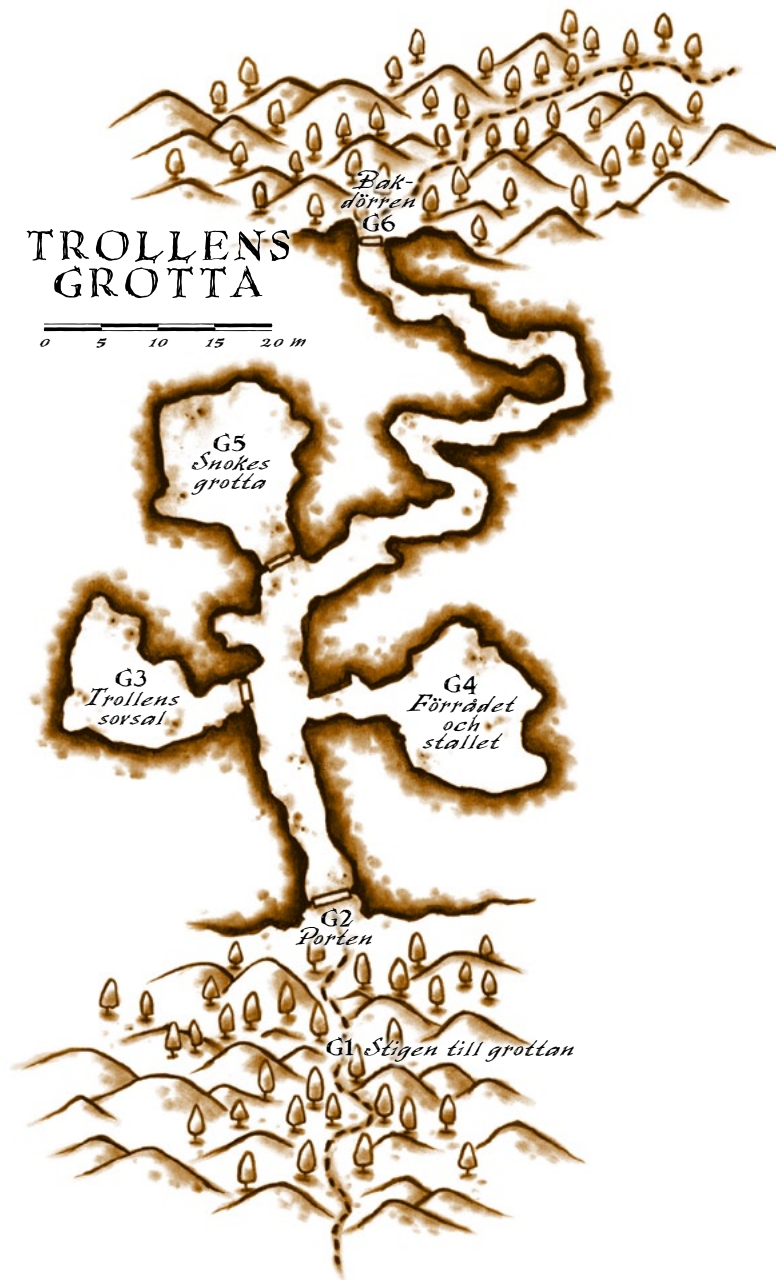 Bak-
dörren
G6
TROLLENS
GROTTA
0 5 10 15 20 m
G5
Snokes
grotta
G3
Trollens
sovsal
G4
Förrådet
och
stallet
G2
Porten
G1 Stigen till grottan